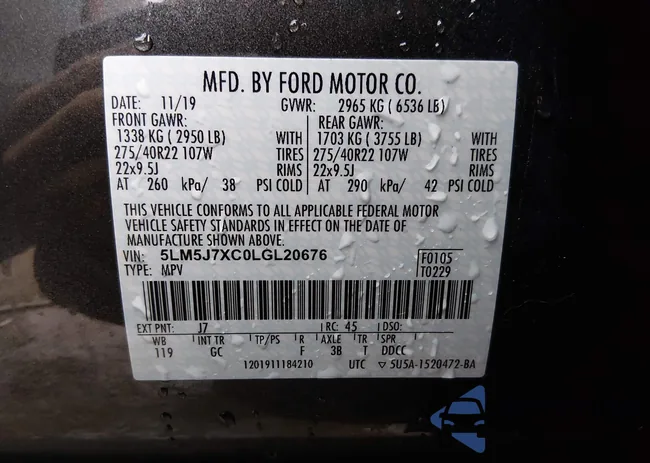 MFD. BY FORD MOTOR CO.
DATE: 11/19 GVWR: 2965 KG ( 6536 LB)
FRONT GAWR: REAR GAWR:
1338 KG ( 2950 LB) WITH 1703 KG ( 3755 LB) WITH
275/40R22 107W TIRES 275/40R22 107W TIRES
22x9.5J RIMS 22x9.5J RIMS
AT 260 kPa/ 38 PSI COLD AT 290 kPa/ 42 PSI COLD
THIS VEHICLE CONFORMS TO ALL APPLICABLE FEDERAL MOTOR
VEHICLE SAFETY STANDARDS IN EFFECT ON THE DATE OF
MANUFACTURE SHOWN ABOVE.
VIN: 5LM5J7XC0LGL20676 F0105
TYPE: MPV T0229
EXT PNT: J7 RC: 45 DSO:
WB INT TR TP/PS R AXLE TR SPR
119 GC F 3B T DDCC
1201911184210 UTC ▽ 5U5A-1520472-BA